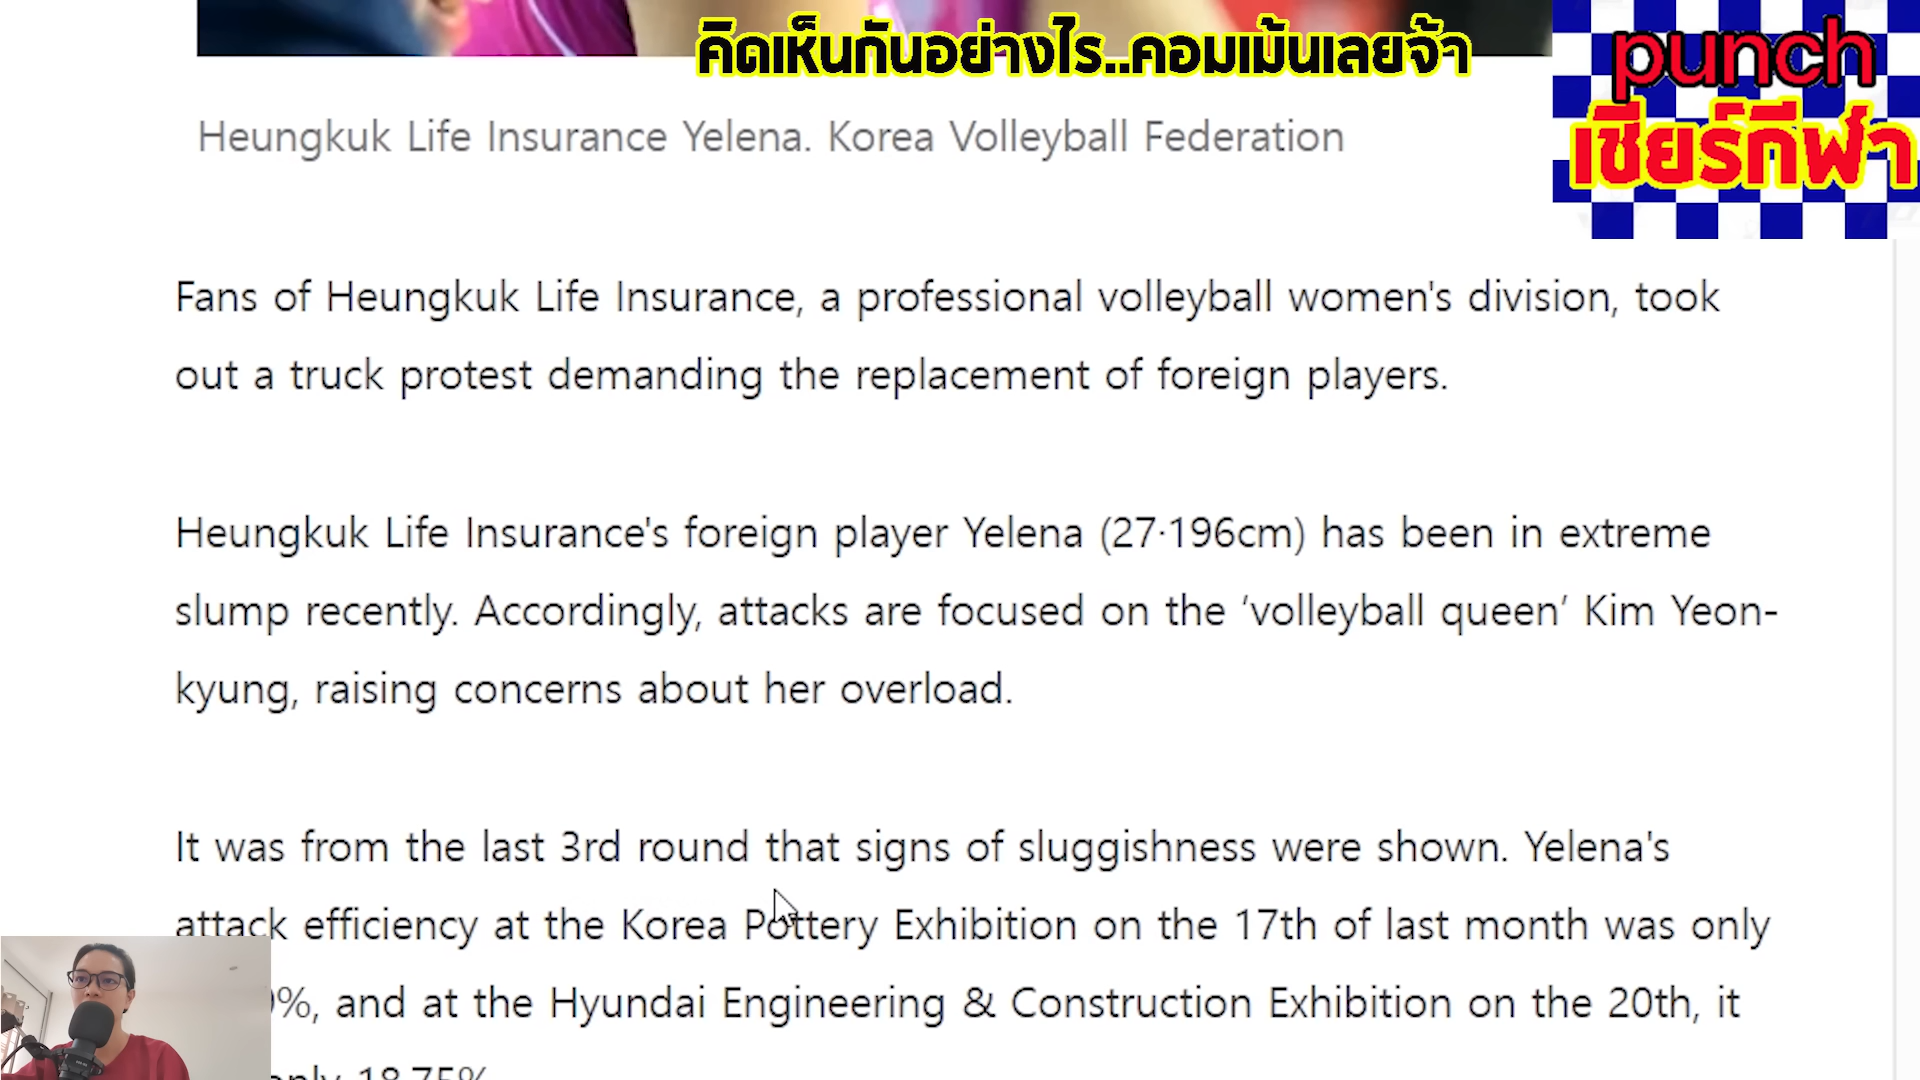 คิดเห็นกันอย่างไร..คอมเม้นเลยจ้า
punch
เชียร์กีฬา
Heungkuk Life Insurance Yelena. Korea Volleyball Federation
Fans of Heungkuk Life Insurance, a professional volleyball women's division, took
out a truck protest demanding the replacement of foreign players.
Heungkuk Life Insurance's foreign player Yelena (27·196cm) has been in extreme
slump recently. Accordingly, attacks are focused on the ‘volleyball queen’ Kim Yeon-
kyung, raising concerns about her overload.
It was from the last 3rd round that signs of sluggishness were shown. Yelena's
attack efficiency at the Korea Pottery Exhibition on the 17th of last month was only
and at the Hyundai Engineering & Construction Exhibition on the 20th, it
only 18.75%